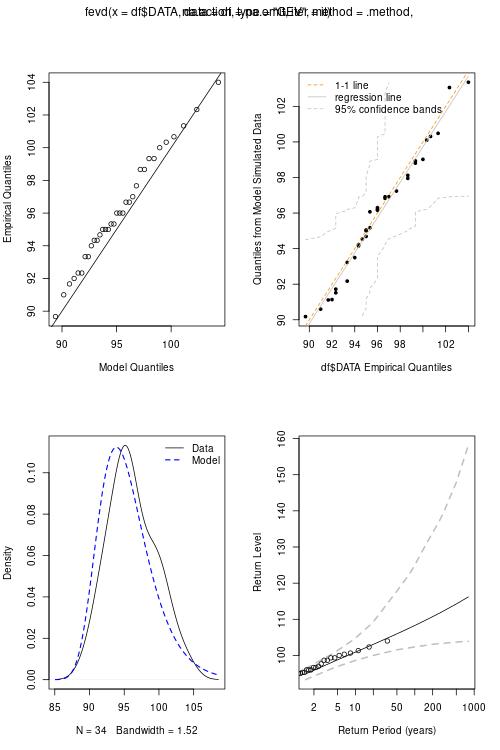 fevd(x = df$DATA,
90 92 94 96 98 100 102 104
Empirical Quantiles
90 95 100
Model Quantiles
1-1 line
regression line
95% confidence bands
90 92 94 96 98 100 102
Quantiles from Model Simulated Data
90 92 94 96 98 102
df$DATA Empirical Quantiles
Data
Model
0.00 0.02 0.04 0.06 0.08 0.10
Density
85 90 95 100 105
N = 34 Bandwidth = 1.52
100 110 120 130 140 150 160
Return Level
2 5 10 50 200 1000
Return Period (years)